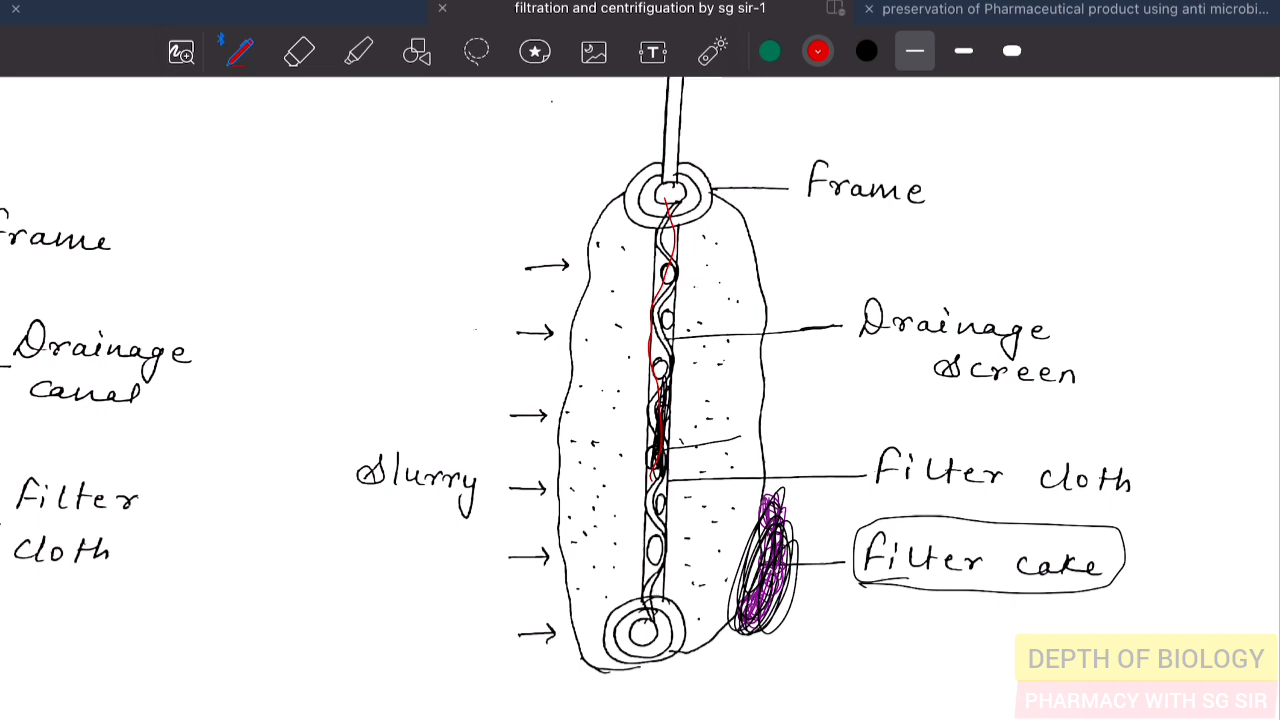 filtration and centrifiguation by sg sir-1
preservation of Pharmaceutical product using anti microbi...
T
Frame
Frame
Drainage
canal
Drainage
screen
Slurry
Filter
cloth
Filter cloth
Filter cake
DEPTH OF BIOLOGY
PHARMACY WITH SG SIR